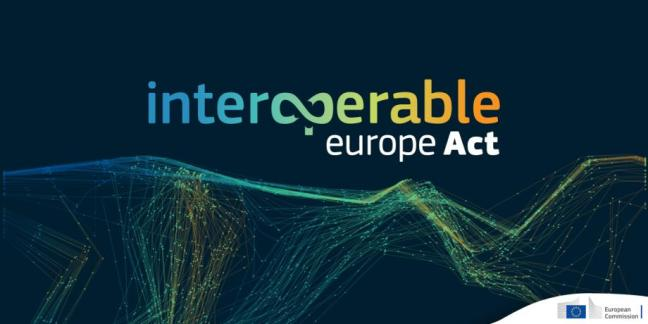 interoperable
europe Act
European
Commission